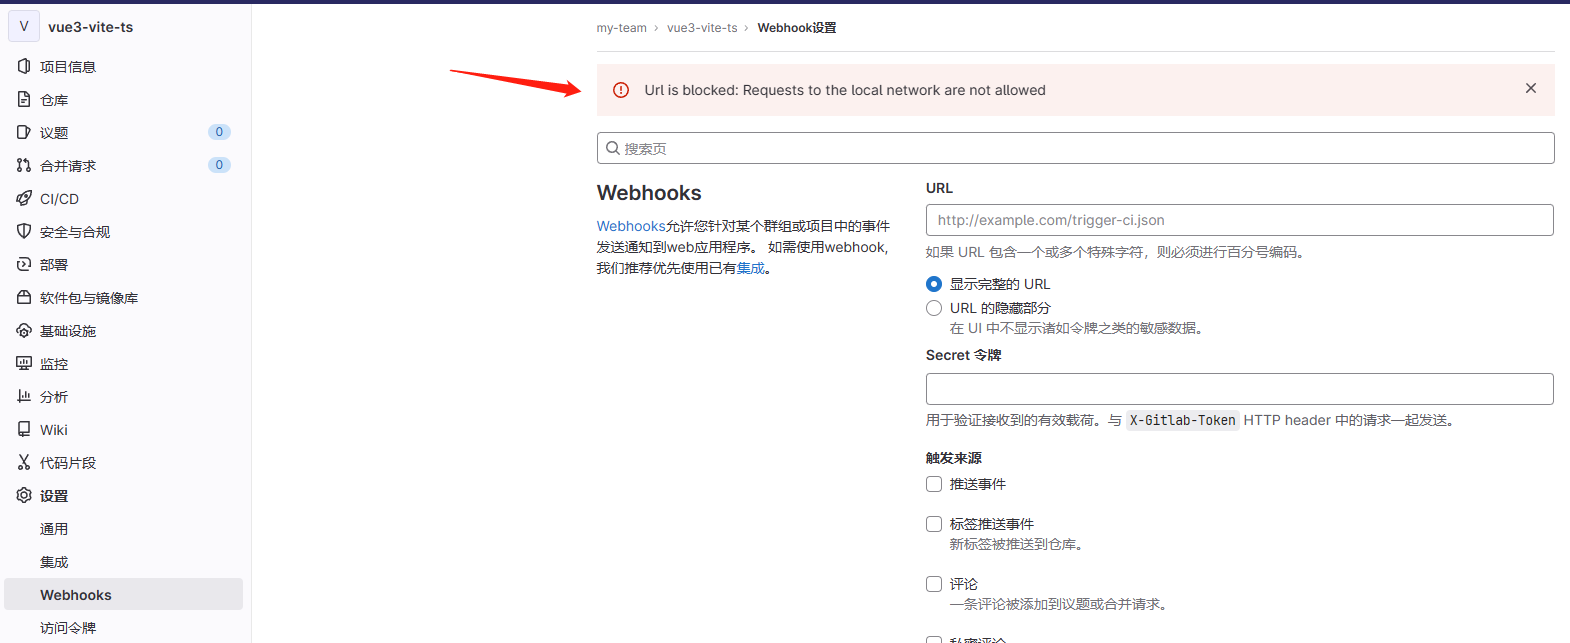 V vue3-vite-ts
项目信息
仓库
议题 0
合并请求 0
CI/CD
安全与合规
部署
软件包与镜像库
基础设施
监控
分析
Wiki
代码片段
设置
通用
集成
Webhooks
访问令牌
my-team › vue3-vite-ts › Webhook设置
Url is blocked: Requests to the local network are not allowed
搜索页
Webhooks
Webhooks允许您针对某个群组或项目中的事件
发送通知到web应用程序。 如需使用webhook,
我们推荐优先使用已有集成。
URL
http://example.com/trigger-ci.json
如果 URL 包含一个或多个特殊字符，则必须进行百分号编码。
显示完整的 URL
URL 的隐藏部分
在 UI 中不显示诸如令牌之类的敏感数据。
Secret 令牌
用于验证接收到的有效载荷。与 X-Gitlab-Token HTTP header 中的请求一起发送。
触发来源
推送事件
标签推送事件
新标签被推送到仓库。
评论
一条评论被添加到议题或合并请求。
私密评论